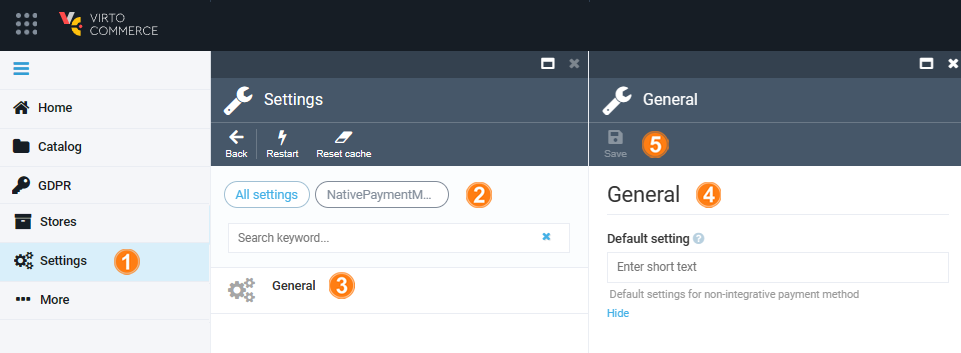 VIRTO
COMMERCE
Home
Catalog
GDPR
Stores
Settings 1
More
Settings
Back Restart Reset cache
All settings NativePaymentM... 2
Search keyword...
General 3
General
Save 5
General 4
Default setting ?
Enter short text
Default settings for non-integrative payment method
Hide